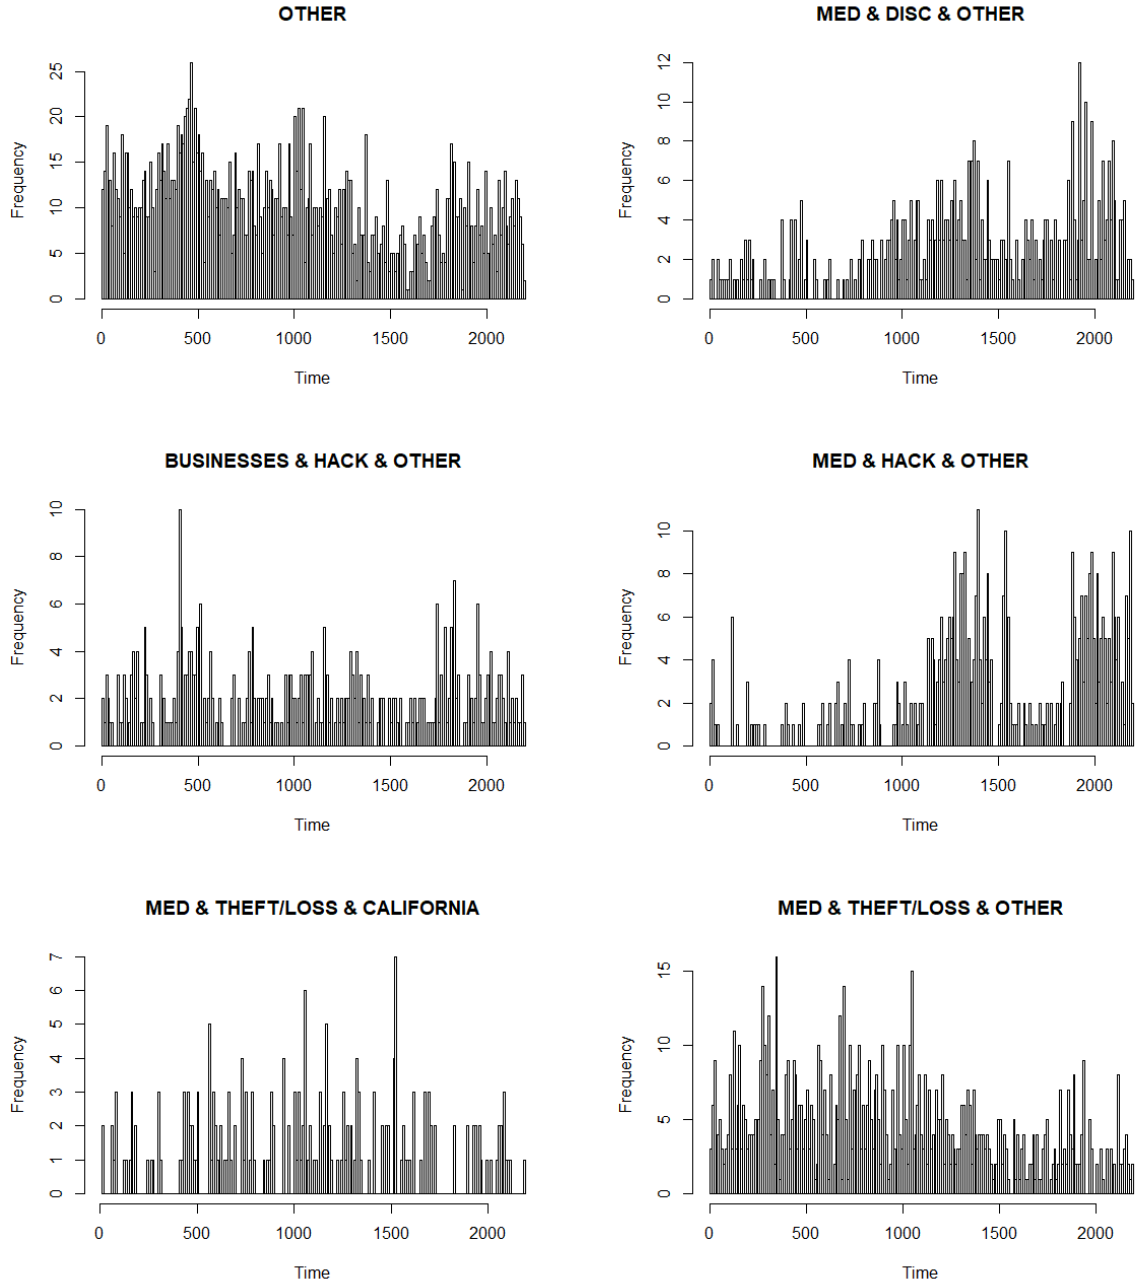 OTHER
Frequency
0 5 10 15 20 25
0 500 1000 1500 2000
Time
MED & DISC & OTHER
Frequency
0 2 4 6 8 10 12
0 500 1000 1500 2000
Time
BUSINESSES & HACK & OTHER
Frequency
0 2 4 6 8 10
0 500 1000 1500 2000
Time
MED & HACK & OTHER
Frequency
0 2 4 6 8 10
0 500 1000 1500 2000
Time
MED & THEFT/LOSS & CALIFORNIA
Frequency
0 1 2 3 4 5 6 7
0 500 1000 1500 2000
Time
MED & THEFT/LOSS & OTHER
Frequency
0 5 10 15
0 500 1000 1500 2000
Time